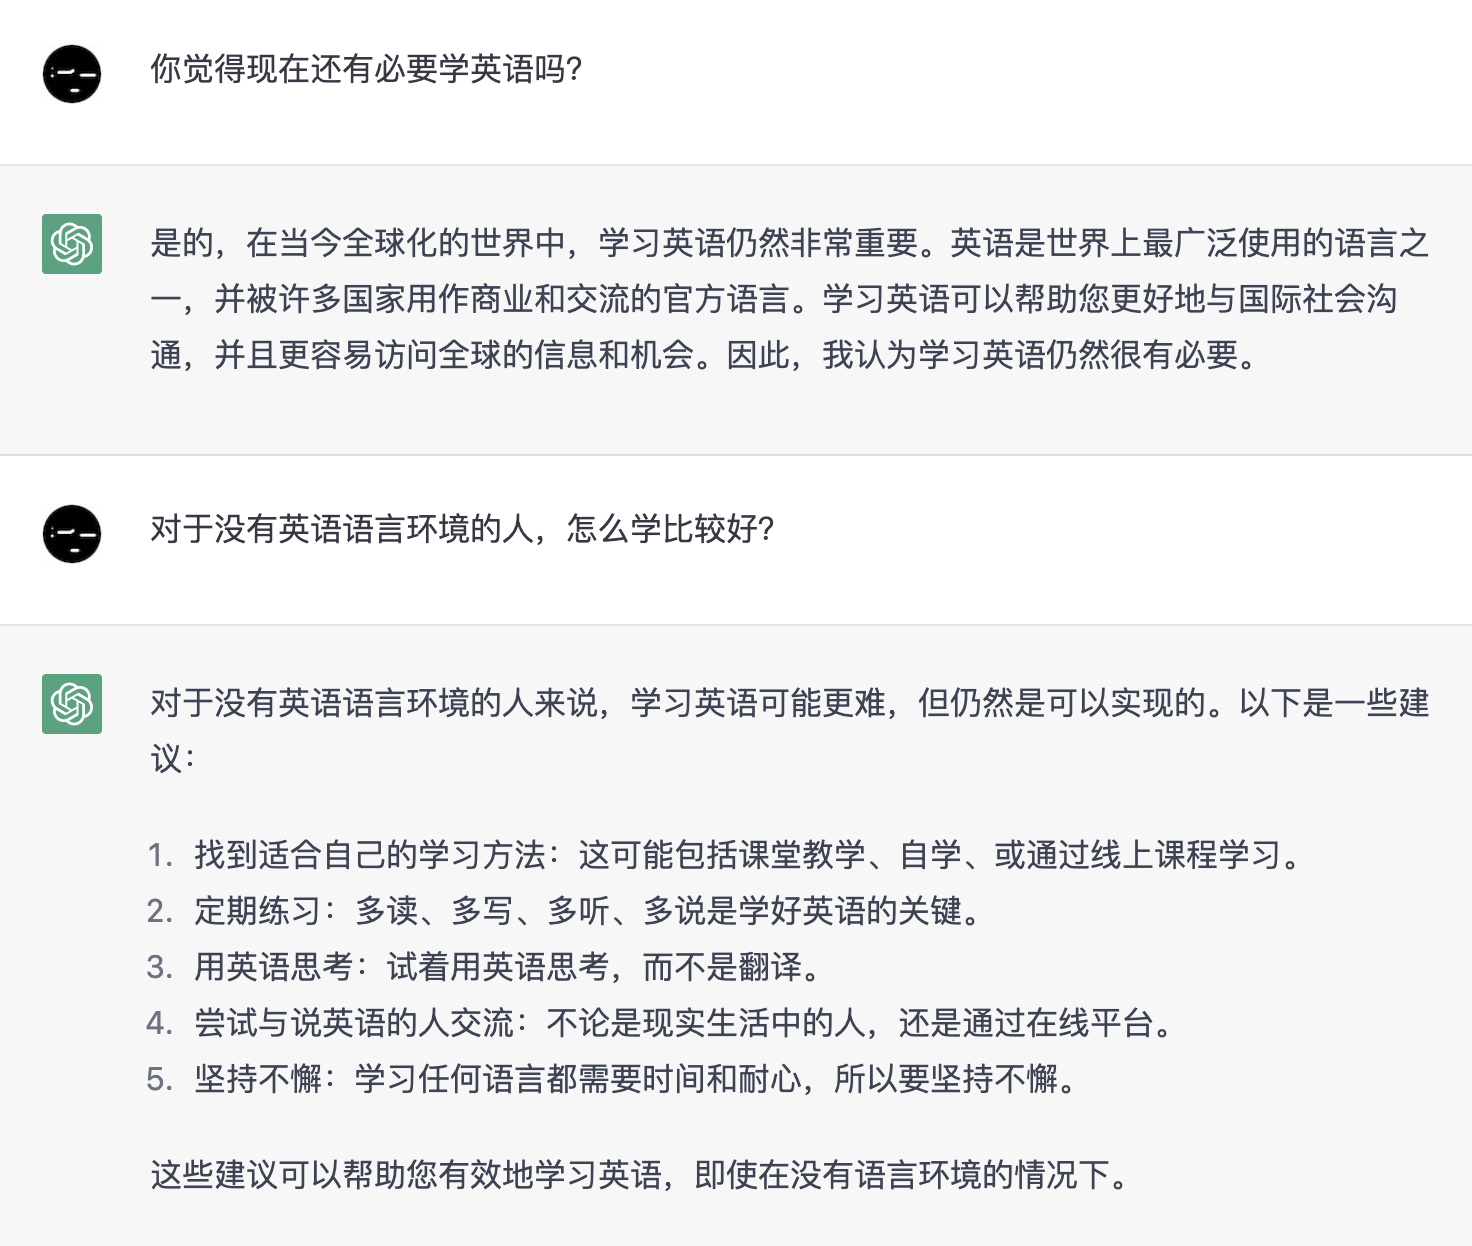 你觉得现在还有必要学英语吗?
是的，在当今全球化的世界中，学习英语仍然非常重要。英语是世界上最广泛使用的语言之
一，并被许多国家用作商业和交流的官方语言。学习英语可以帮助您更好地与国际社会沟
通，并且更容易访问全球的信息和机会。因此，我认为学习英语仍然很有必要。
对于没有英语语言环境的人，怎么学比较好?
对于没有英语语言环境的人来说，学习英语可能更难，但仍然是可以实现的。以下是一些建
议：
1. 找到适合自己的学习方法：这可能包括课堂教学、自学、或通过线上课程学习。
2. 定期练习：多读、多写、多听、多说是学好英语的关键。
3. 用英语思考：试着用英语思考，而不是翻译。
4. 尝试与说英语的人交流：不论是现实生活中的人，还是通过在线平台。
5. 坚持不懈：学习任何语言都需要时间和耐心，所以要坚持不懈。
这些建议可以帮助您有效地学习英语，即使在没有语言环境的情况下。